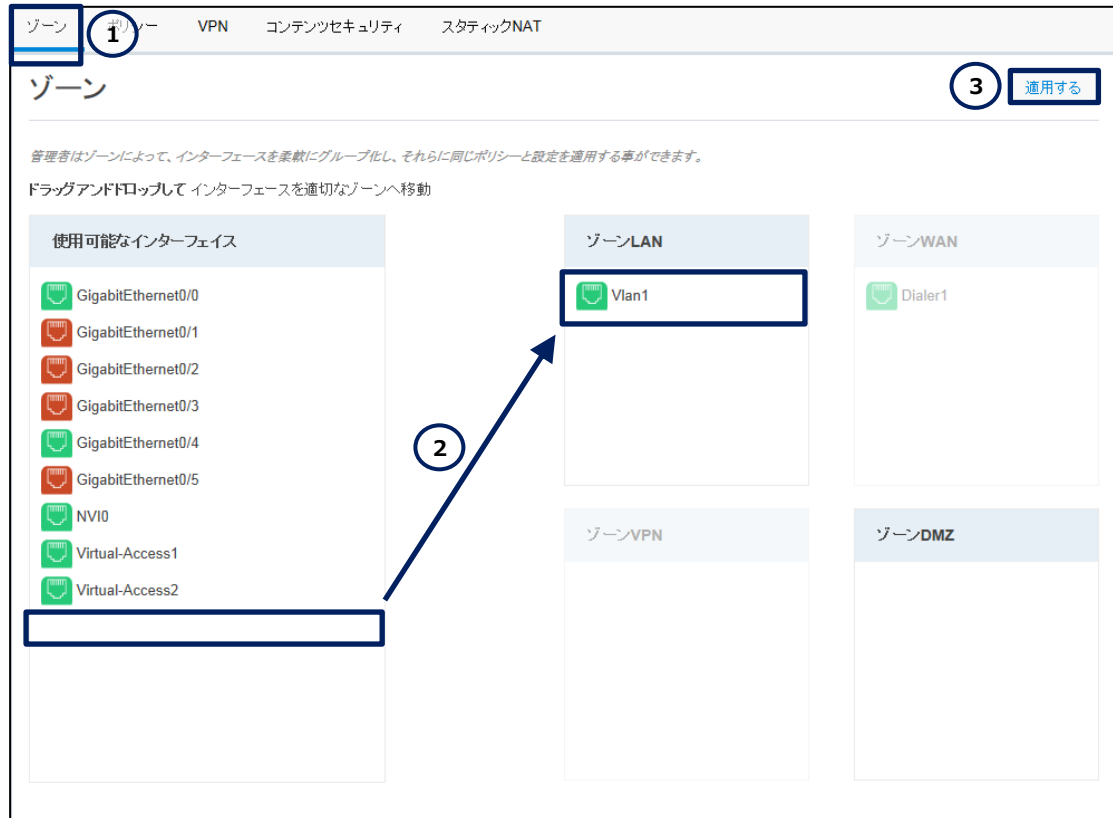 ゾーン ポリシー VPN コンテンツセキュリティ スタティックNAT
1
ゾーン
3 適用する
管理者はゾーンによって、インターフェースを柔軟にグループ化し、それらに同じポリシーと設定を適用する事ができます。
ドラッグアンドドロップして インターフェースを適切なゾーンへ移動
使用可能なインターフェイス
GigabitEthernet0/0
GigabitEthernet0/1
GigabitEthernet0/2
GigabitEthernet0/3
GigabitEthernet0/4
GigabitEthernet0/5
NVI0
Virtual-Access1
Virtual-Access2
2
ゾーンLAN
Vlan1
ゾーンWAN
Dialer1
ゾーンVPN
ゾーンDMZ